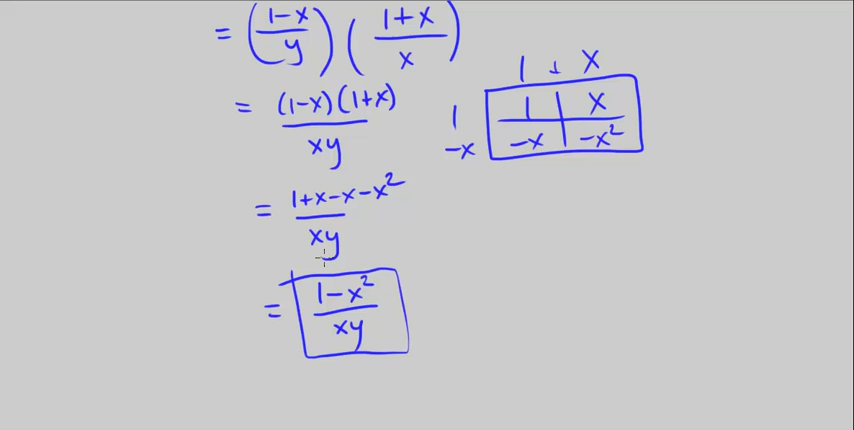 = ((1-x)/y) ((1+x)/x)
= (1-x)(1+x)/xy
= 1+x-x-x²/xy
= 1-x²/xy
1 + x
1 | 1 | x
-x | -x | -x²